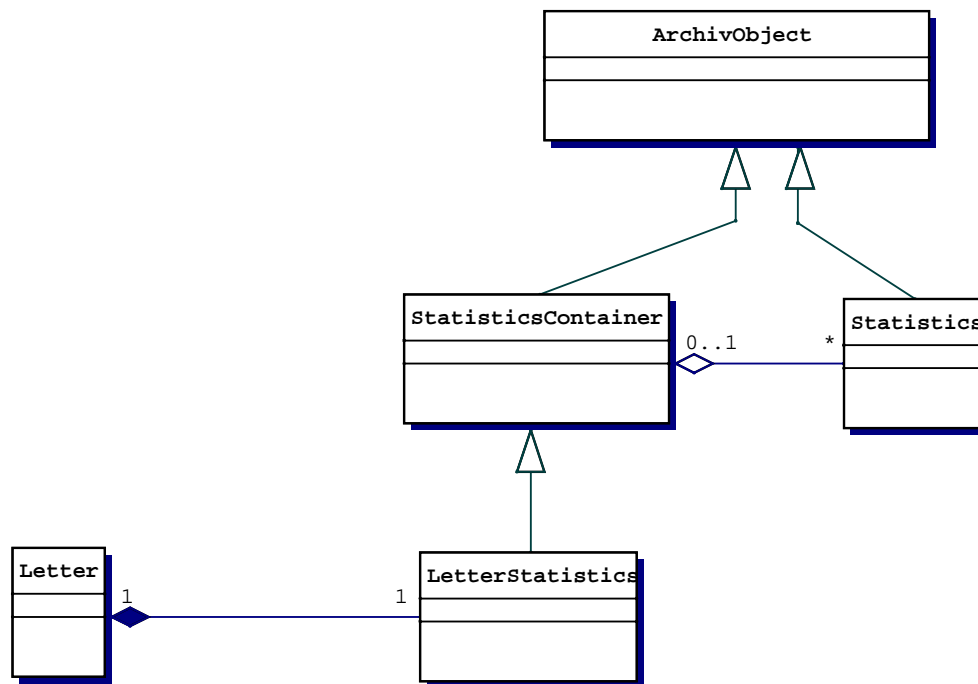 ArchivObject
StatisticsContainer
Statistics
0..1
*
Letter
LetterStatistics
1
1